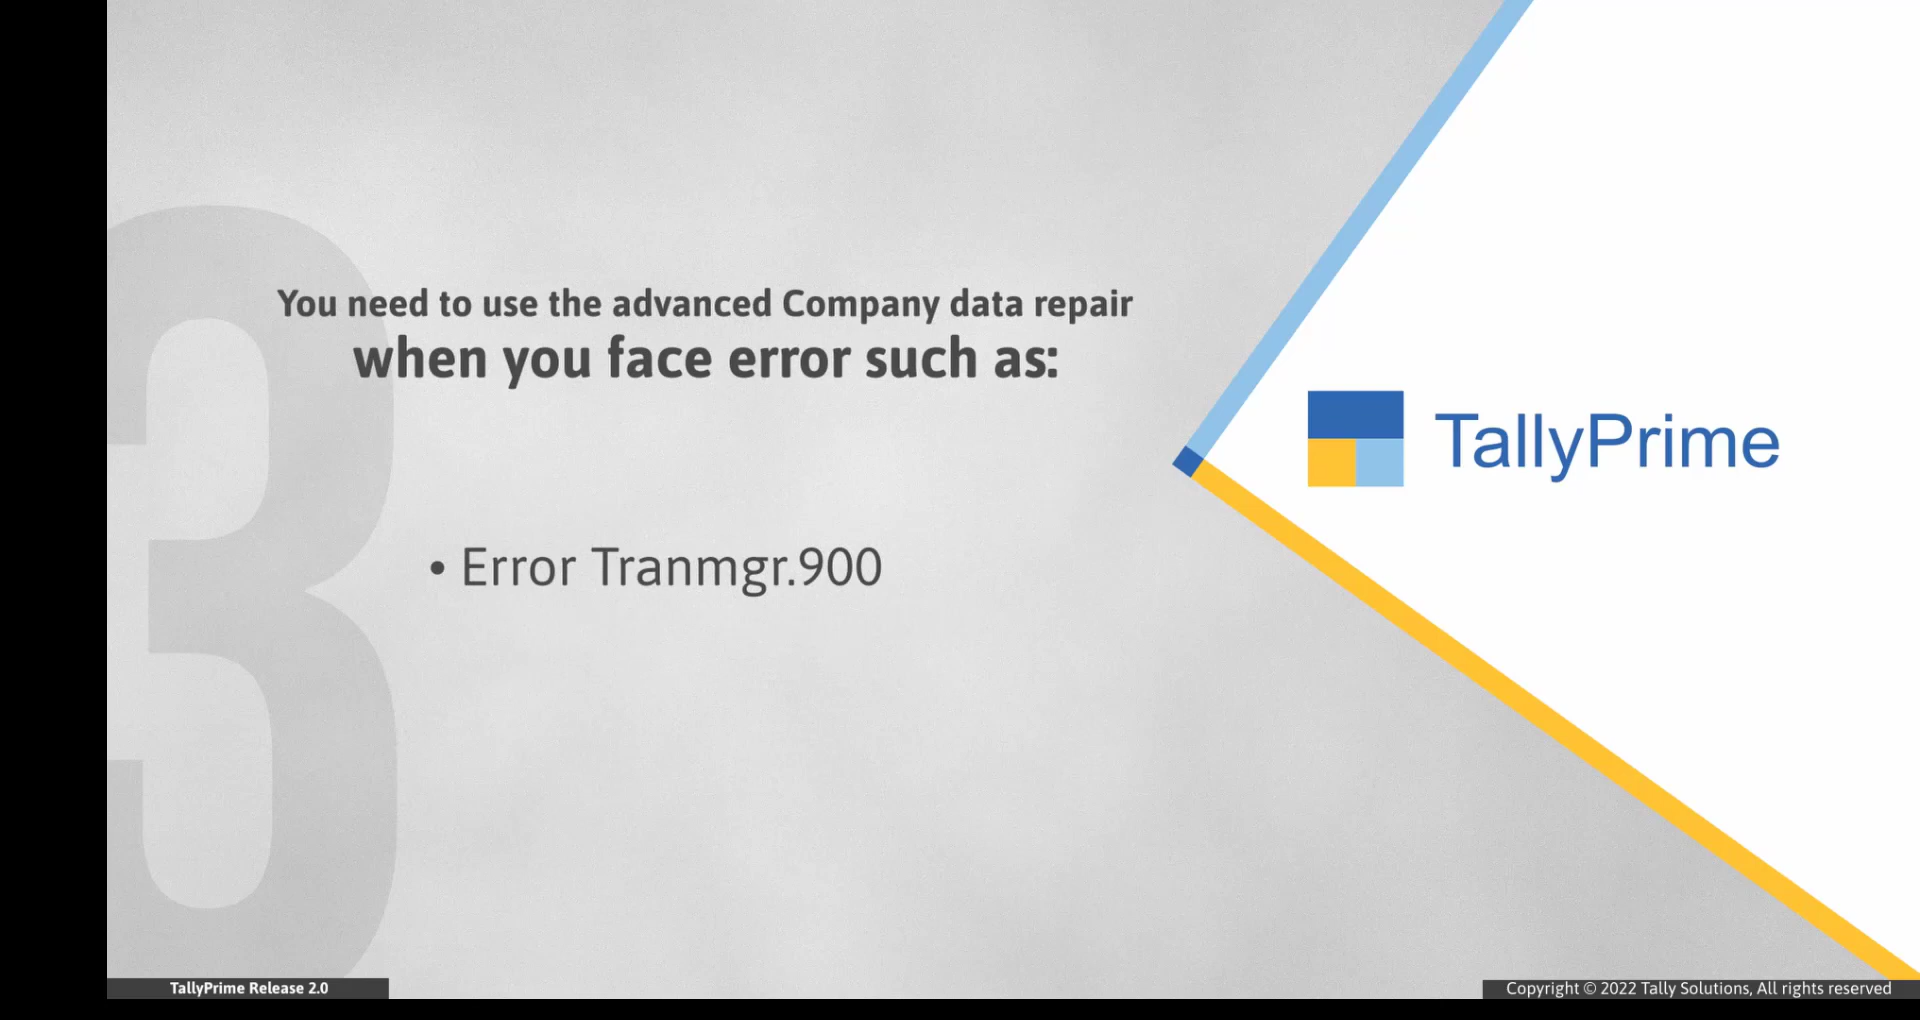 3
You need to use the advanced Company data repair
when you face error such as:
• Error Tranmgr.900
TallyPrime
TallyPrime Release 2.0
Copyright © 2022 Tally Solutions, All rights reserved